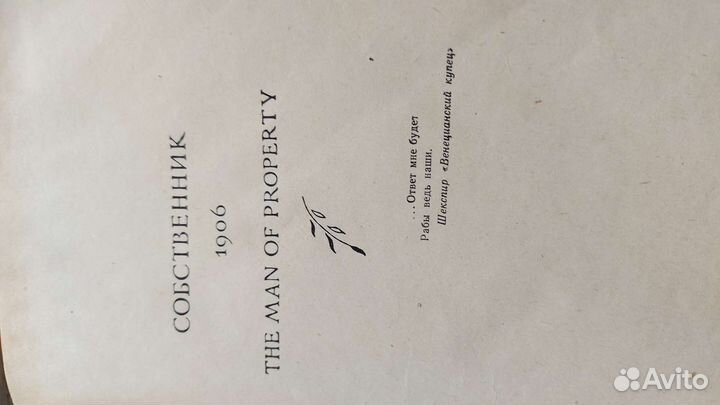 СОБСТВЕННИК
1906
THE MAN OF PROPERTY
...Ответ мне будет
Рабы ведь наши.
Шекспир «Венецианский купец»
Avito